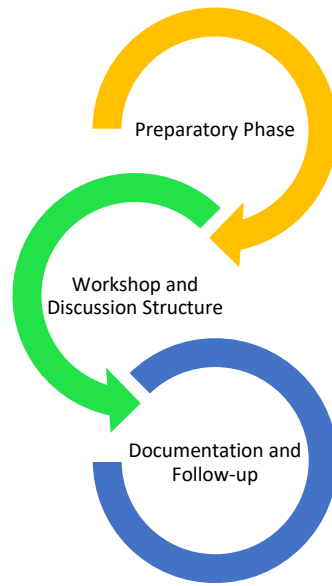 Preparatory Phase
Workshop and
Discussion Structure
Documentation and
Follow-up